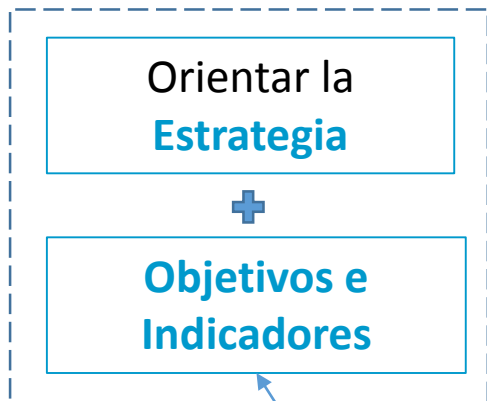 Orientar la
Estrategia
Objetivos e
Indicadores